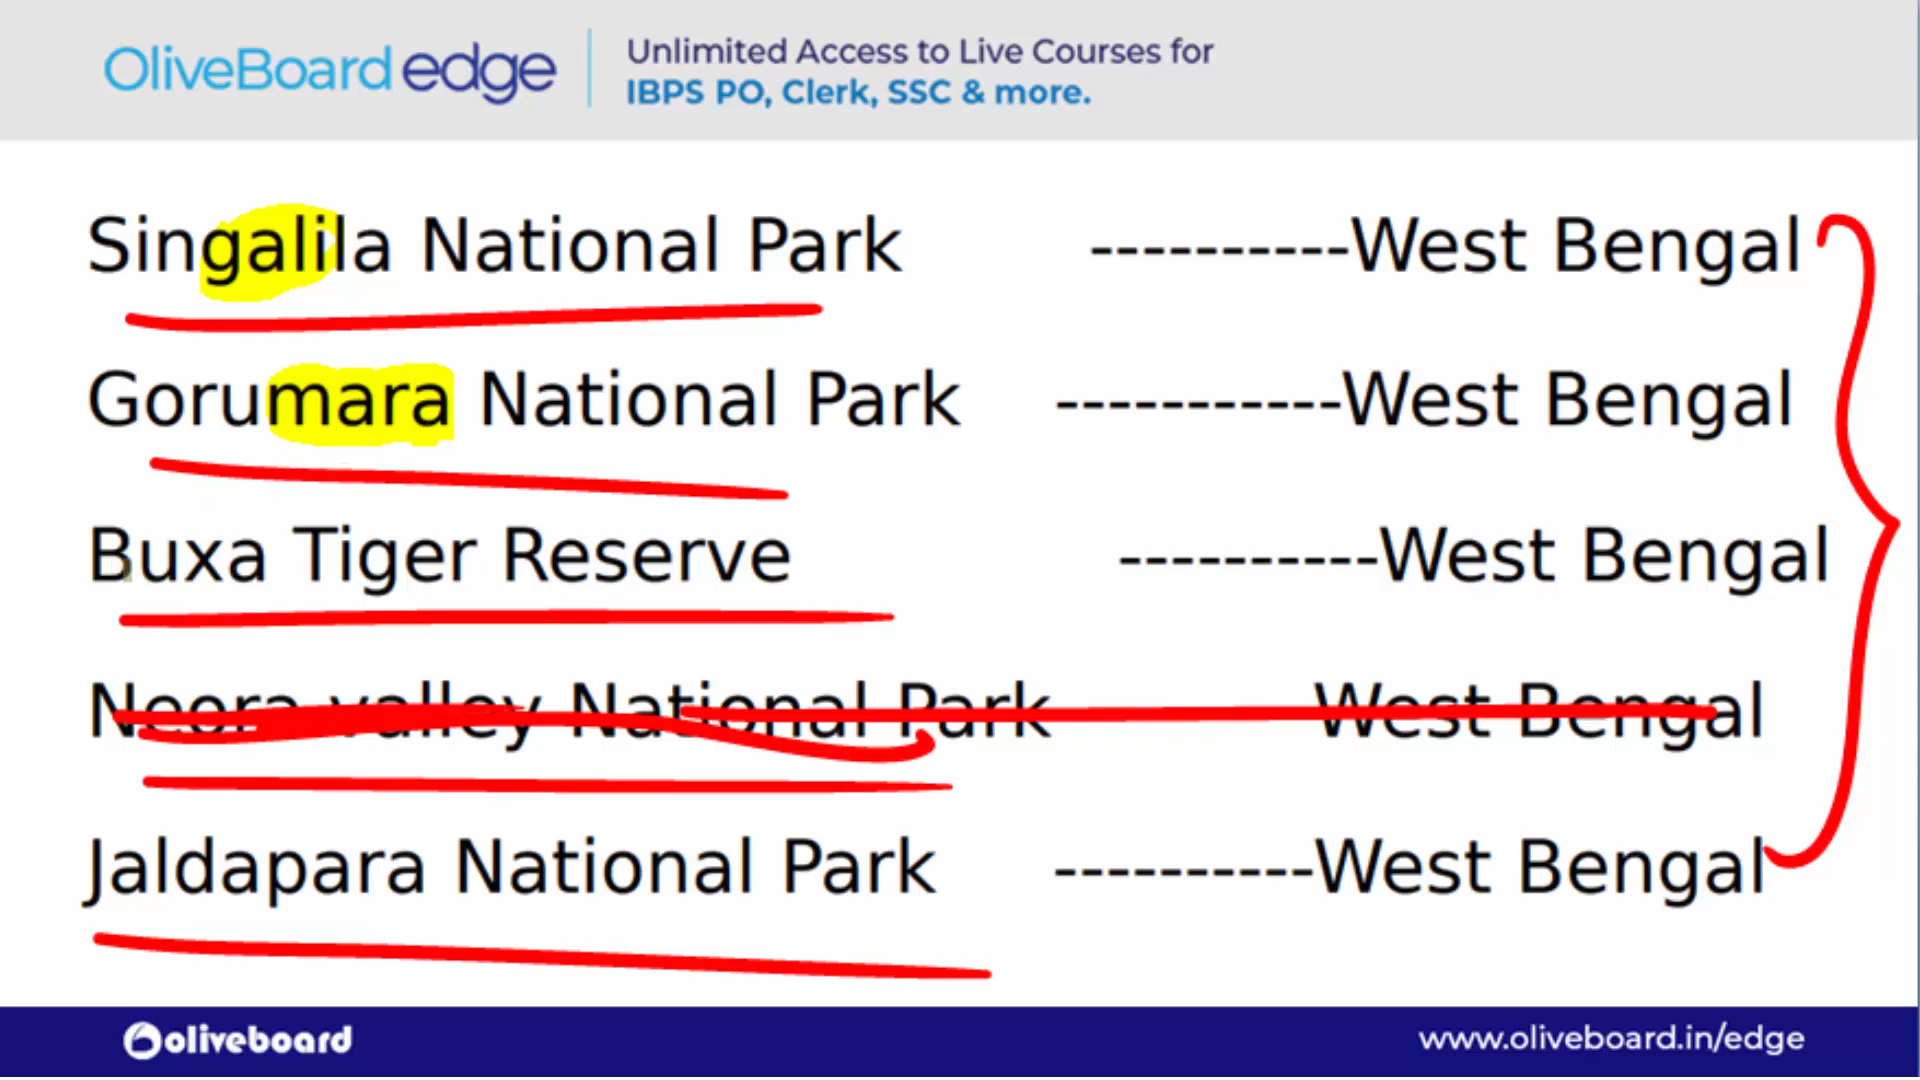 OliveBoard edge
Unlimited Access to Live Courses for
IBPS PO, Clerk, SSC & more.
Singalila National Park ----------West Bengal
Gorumara National Park -----------West Bengal
Buxa Tiger Reserve ----------West Bengal
Neora valley National Park West Bengal
Jaldapara National Park ----------West Bengal
oliveboard
www.oliveboard.in/edge